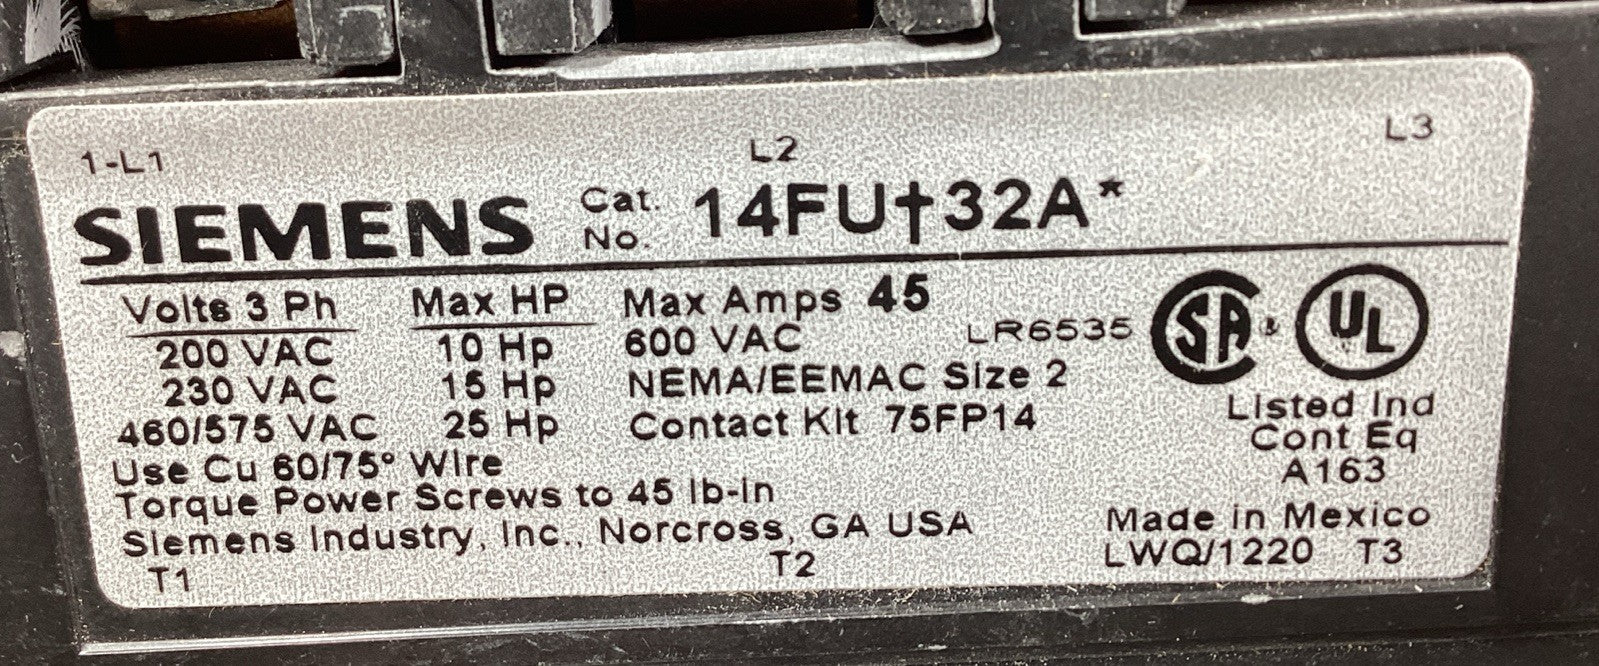 1-L1 L2 L3
SIEMENS Cat. No. 14FU†32A*
Volts 3 Ph Max HP Max Amps 45
200 VAC 10 Hp 600 VAC LR6535 SA & UL
230 VAC 15 Hp NEMA/EEMAC Size 2
460/575 VAC 25 Hp Contact Kit 75FP14
Listed Ind
Cont Eq
A163
Use Cu 60/75° Wire
Torque Power Screws to 45 lb-in
Siemens Industry, Inc., Norcross, GA USA
Made in Mexico
LWQ/1220
T1 T2 T3